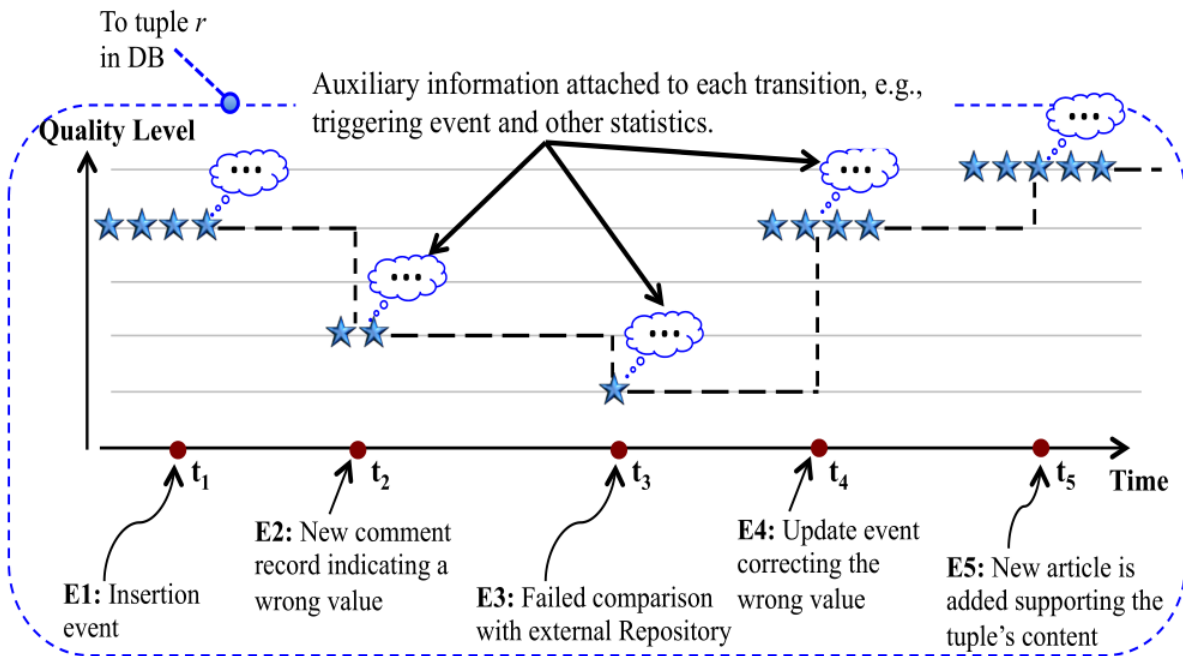 To tuple r
in DB
Auxiliary information attached to each transition, e.g.,
triggering event and other statistics.
Quality Level
...
...
...
...
...
t1
t2
t3
t4
t5
Time
E1: Insertion
event
E2: New comment
record indicating a
wrong value
E3: Failed comparison
with external Repository
E4: Update event
correcting the
wrong value
E5: New article is
added supporting the
tuple's content